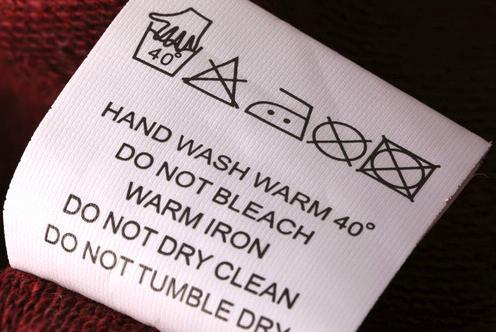 40°
HAND WASH WARM 40°
DO NOT BLEACH
WARM IRON
DO NOT DRY CLEAN
DO NOT TUMBLE DRY